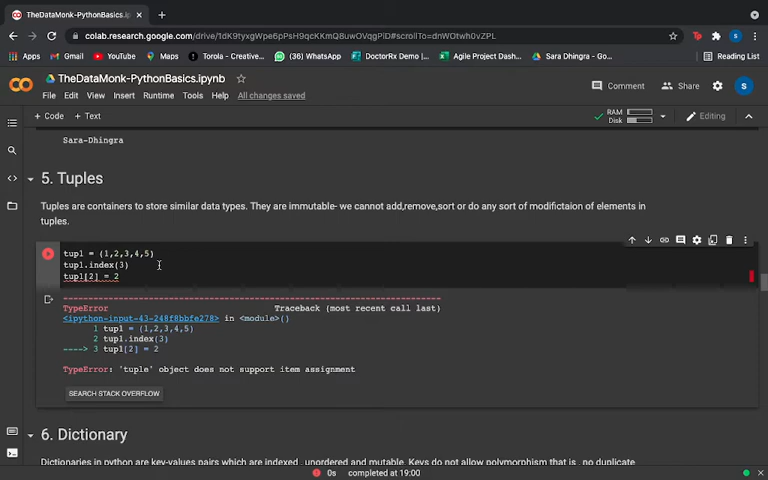 TheDataMonk-PythonBasics.ip
colab.research.google.com/drive/1dK9tyxgWpe6pPsH9qcKKmQ8uwOVqgPlD#scrollTo=dnWOtwh0vZPL
Apps Gmail YouTube Maps Torola - Creative... (36) WhatsApp DoctorRx Demo |... Agile Project Dash... Sara Dhingra - Go... Reading List
TheDataMonk-PythonBasics.ipynb
Comment Share S
File Edit View Insert Runtime Tools Help All changes saved
+ Code + Text RAM Disk Editing
Sara-Dhingra
5. Tuples
Tuples are containers to store similar data types. They are immutable- we cannot add,remove,sort or do any sort of modifictaion of elements in
tuples.
tup1 = (1,2,3,4,5)
tup1.index(3)
tup1[2] = 2
TypeError Traceback (most recent call last)
<ipython-input-43-248f8bbfe278> in <module>()
1 tup1 = (1,2,3,4,5)
2 tup1.index(3)
----> 3 tup1[2] = 2
TypeError: 'tuple' object does not support item assignment
SEARCH STACK OVERFLOW
6. Dictionary
Dictionaries in python are key-values pairs which are indexed, unordered and mutable. Keys do not allow polymorphism that is , no duplicate
0s completed at 19:00